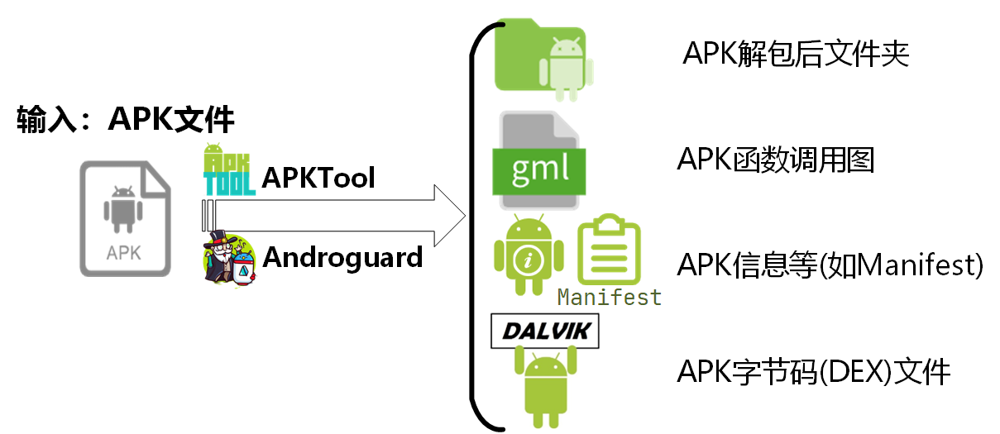 输入：APK文件
APK
APK
TOOL
APKTool
Androguard
APK解包后文件夹
gml
APK函数调用图
i
Manifest
APK信息等(如Manifest)
DALVIK
APK字节码(DEX)文件